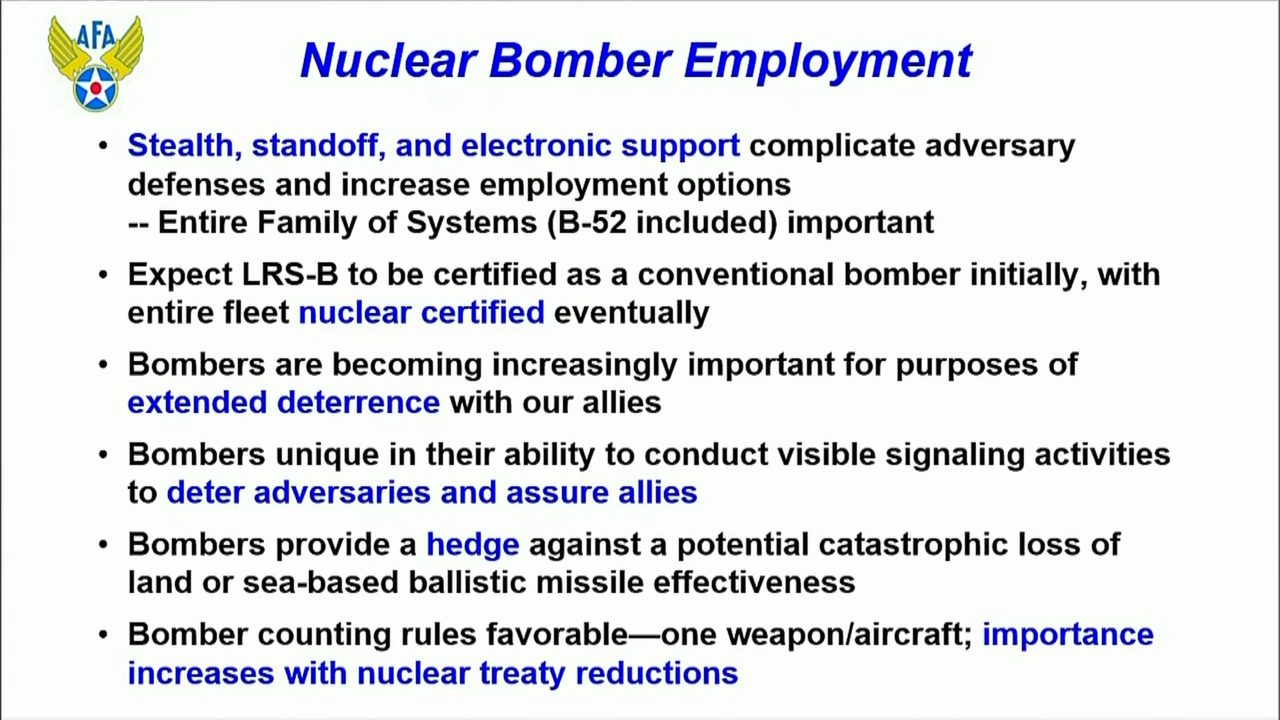 AFA
Nuclear Bomber Employment
• Stealth, standoff, and electronic support complicate adversary
defenses and increase employment options
-- Entire Family of Systems (B-52 included) important
• Expect LRS-B to be certified as a conventional bomber initially, with
entire fleet nuclear certified eventually
• Bombers are becoming increasingly important for purposes of
extended deterrence with our allies
• Bombers unique in their ability to conduct visible signaling activities
to deter adversaries and assure allies
• Bombers provide a hedge against a potential catastrophic loss of
land or sea-based ballistic missile effectiveness
• Bomber counting rules favorable—one weapon/aircraft; importance
increases with nuclear treaty reductions